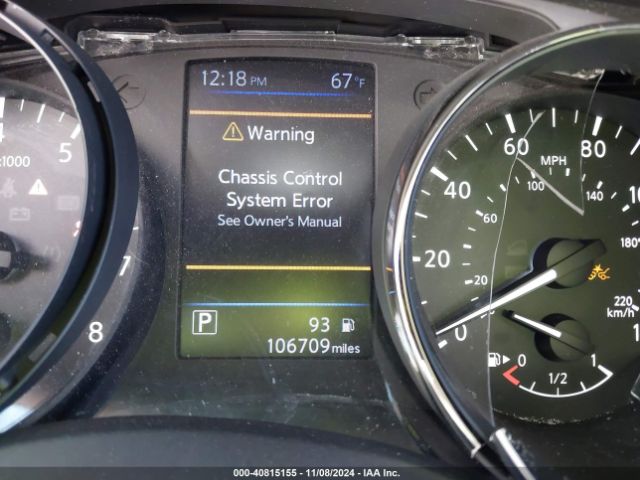 12:18 PM 67°F
Warning
Chassis Control
System Error
See Owner's Manual
P 93
106709 miles
4 5
x1000
7
8
0 20 40 60 80
MPH
20 60 100 140 180
220
km/h
0 1/2 1
000-40815155 - 11/08/2024 - IAA Inc.